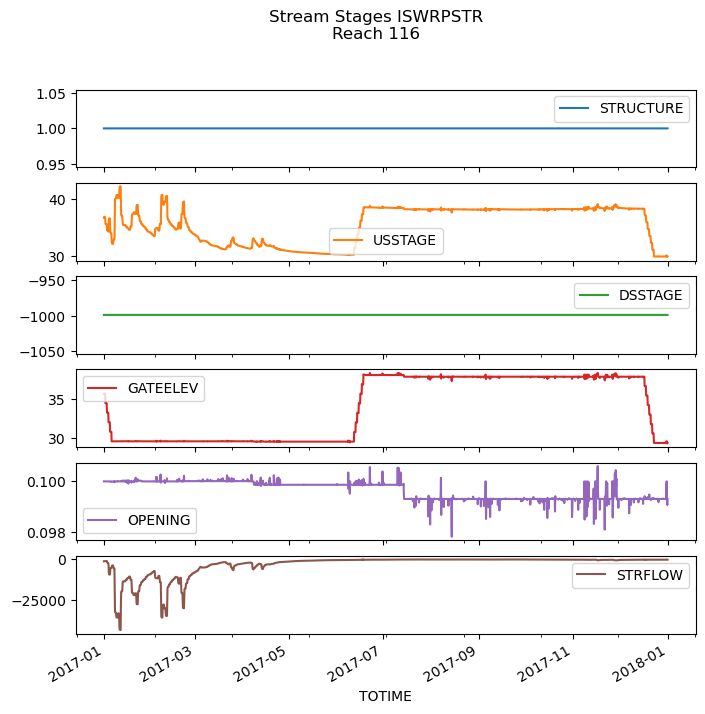 Stream Stages ISWRPSTR
Reach 116
1.05
1.00
0.95
STRUCTURE
40
30
USSTAGE
−950
−1000
−1050
DSSTAGE
35
30
GATEELEV
0.100
0.098
OPENING
0
−25000
STRFLOW
2017-01
2017-03
2017-05
2017-07
2017-09
2017-11
2018-01
TOTIME